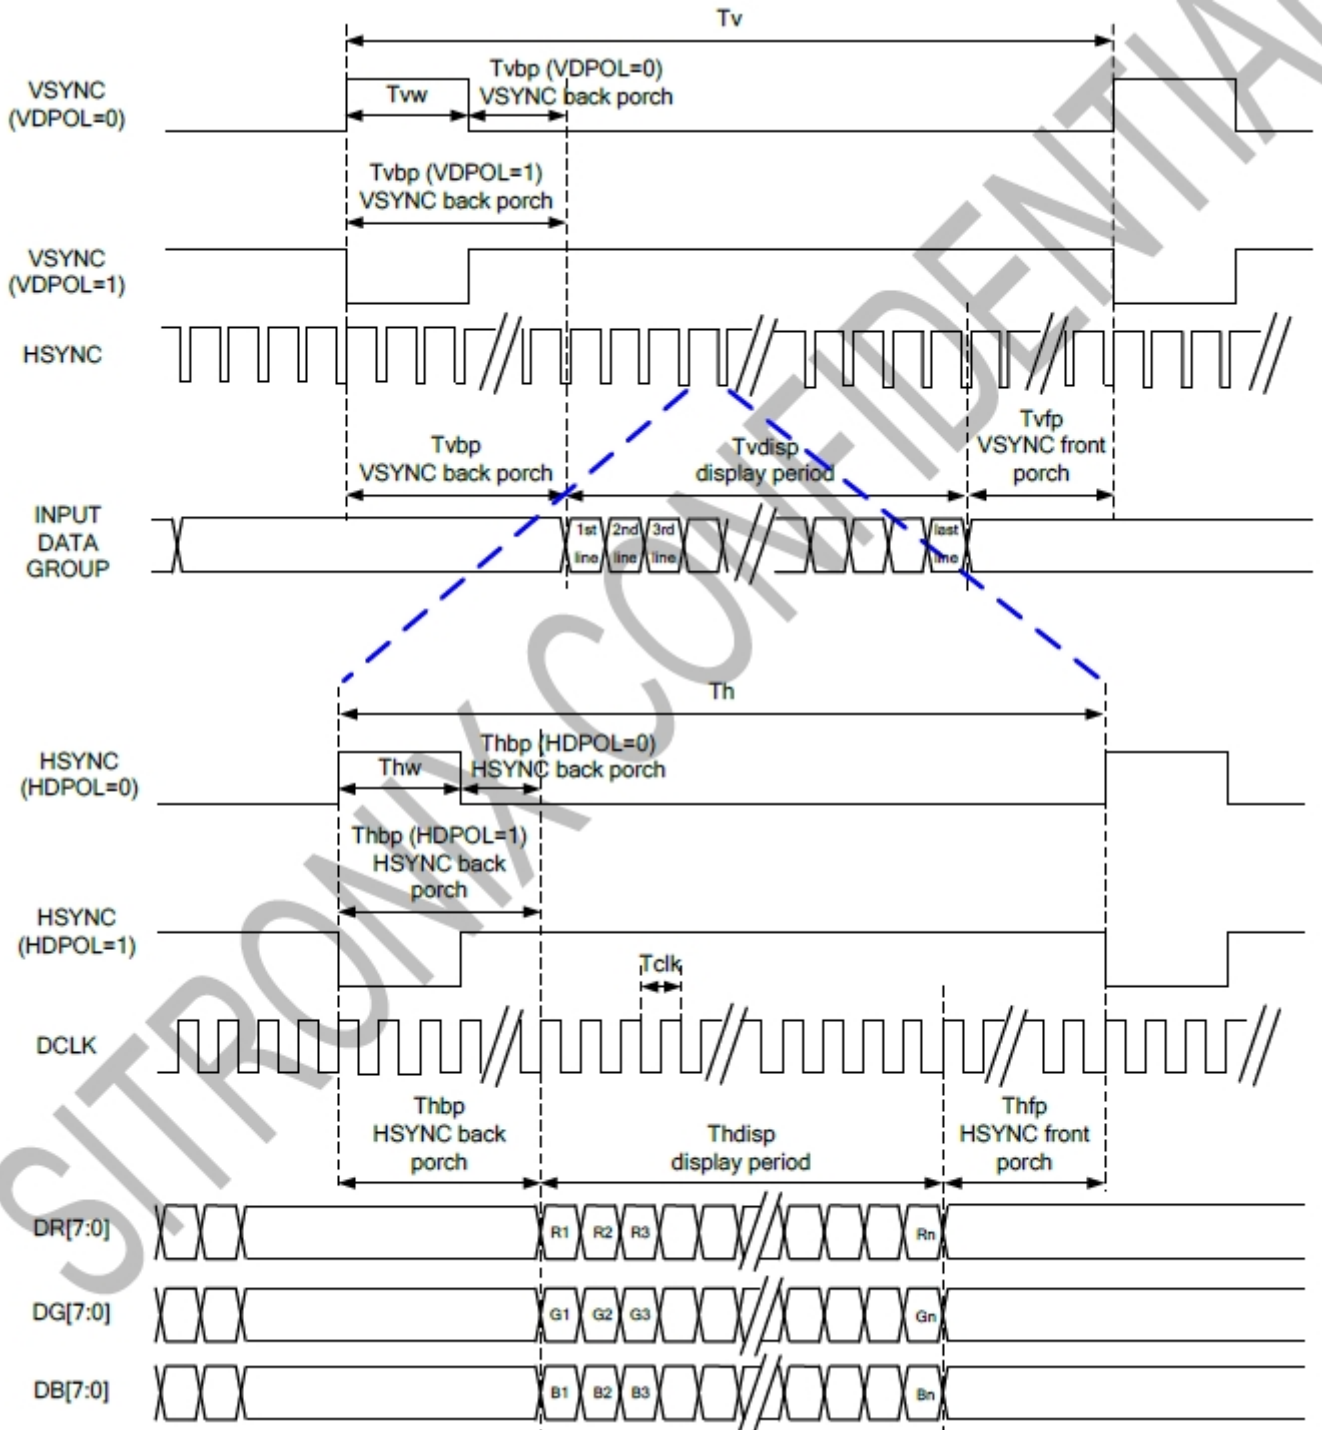 Tv
VSYNC
(VDPOL=0)
Tvw
Tvbp (VDPOL=0)
VSYNC back porch
Tvbp (VDPOL=1)
VSYNC back porch
VSYNC
(VDPOL=1)
HSYNC
Tvbp
VSYNC back porch
Tvdisp
display period
Tvfp
VSYNC front
porch
INPUT
DATA
GROUP
1st
line
2nd
line
3rd
line
last
line
Th
HSYNC
(HDPOL=0)
Thw
Thbp (HDPOL=0)
HSYNC back porch
Thbp (HDPOL=1)
HSYNC back
porch
HSYNC
(HDPOL=1)
Tclk
DCLK
Thbp
HSYNC back
porch
Thdisp
display period
Thfp
HSYNC front
porch
DR[7:0]
R1 R2 R3 Rn
DG[7:0]
G1 G2 G3 Gn
DB[7:0]
B1 B2 B3 Bn
SITRONIX CONFIDENTIAL